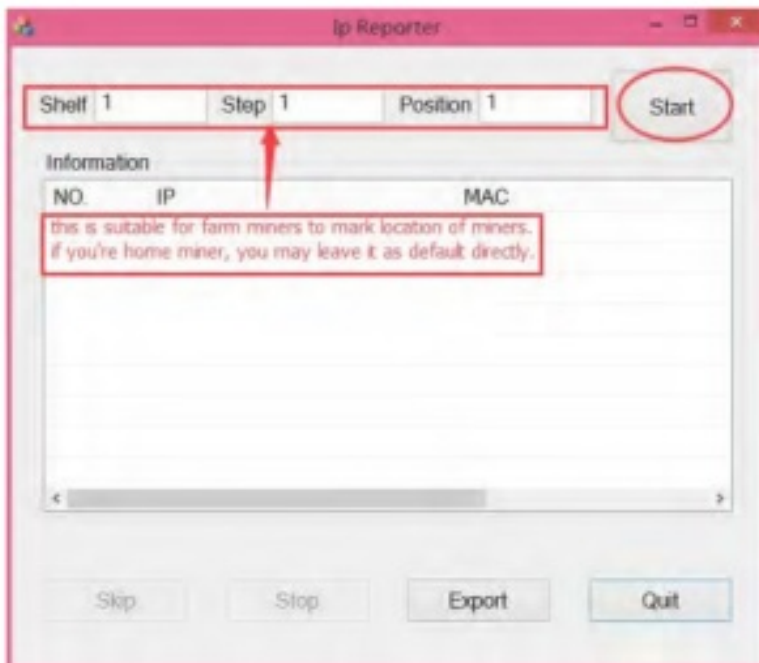 Ip Reporter
Shelf 1 Step 1 Position 1 Start
Information
NO. IP MAC
this is suitable for farm miners to mark location of miners.
if you're home miner, you may leave it as default directly.
Skip Stop Export Quit